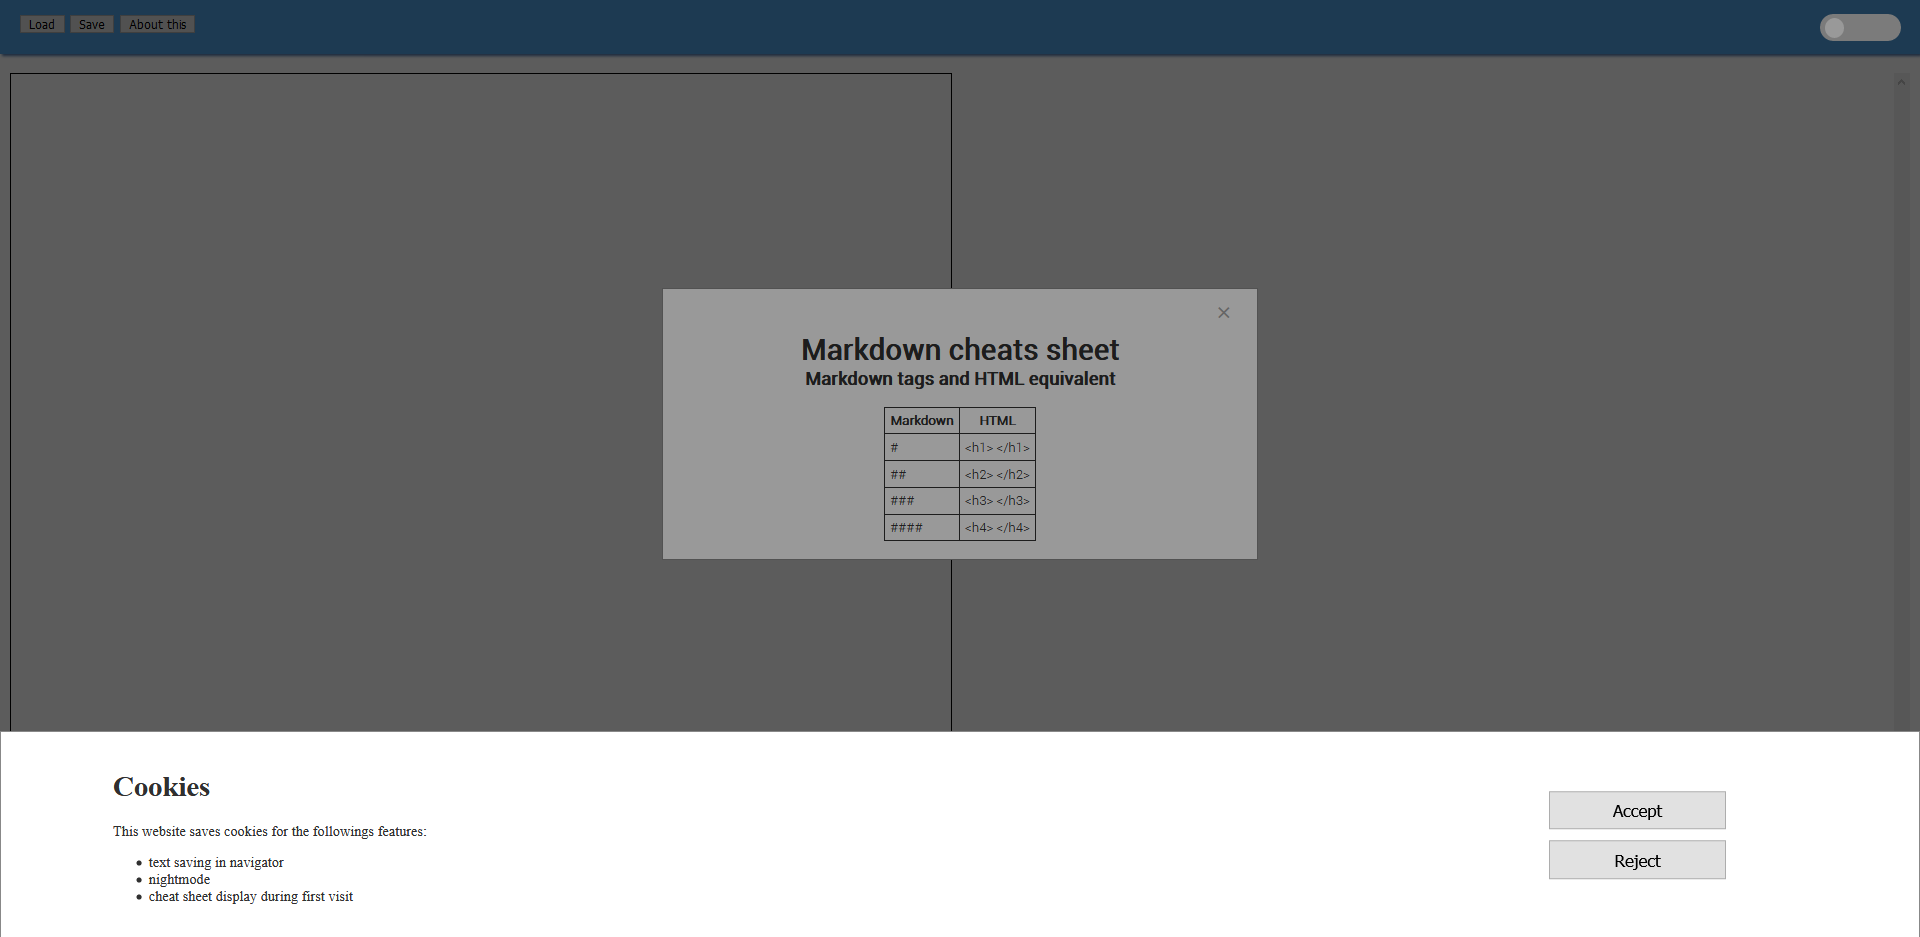 Load Save About this
×
Markdown cheats sheet
Markdown tags and HTML equivalent
Markdown HTML
# <h1> </h1>
## <h2> </h2>
### <h3> </h3>
#### <h4> </h4>
Cookies
This website saves cookies for the followings features:
• text saving in navigator
• nightmode
• cheat sheet display during first visit
Accept
Reject